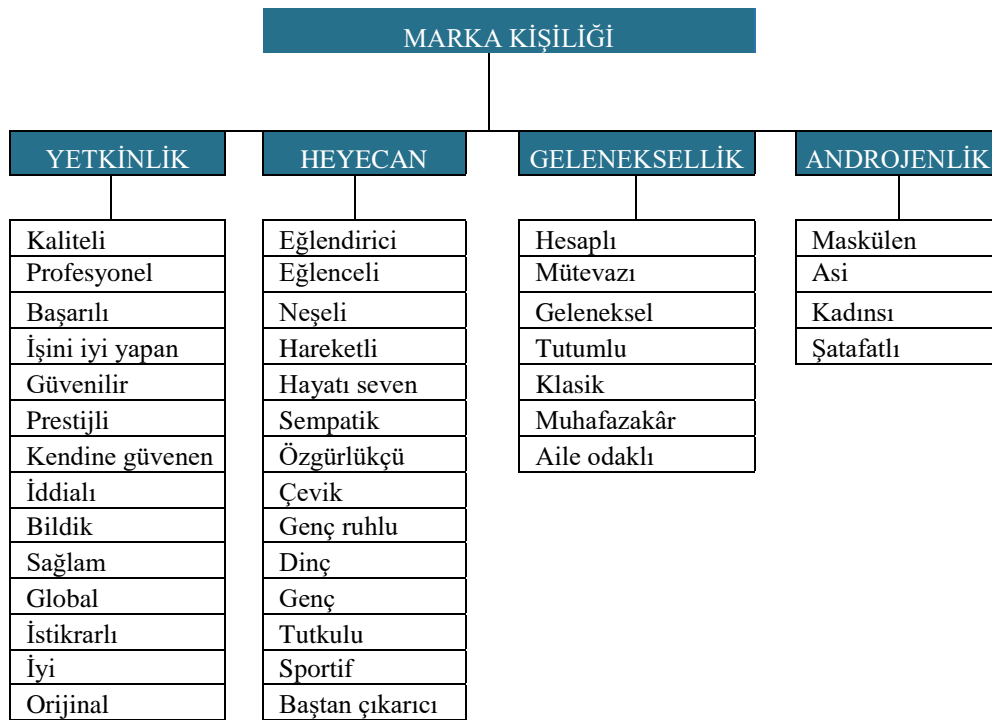 MARKA KİŞİLİĞİ
YETKİNLİK
Kaliteli
Profesyonel
Başarılı
İşini iyi yapan
Güvenilir
Prestijli
Kendine güvenen
İddialı
Bildik
Sağlam
Global
İstikrarlı
İyi
Orijinal
HEYECAN
Eğlendirici
Eğlenceli
Neşeli
Hareketli
Hayatı seven
Sempatik
Özgürlükçü
Çevik
Genç ruhlu
Dinç
Genç
Tutkulu
Sportif
Baştan çıkarıcı
GELENEKSELLİK
Hesaplı
Mütevazı
Geleneksel
Tutumlu
Klasik
Muhafazakâr
Aile odaklı
ANDROJENLİK
Maskülen
Asi
Kadınsı
Şatafatlı